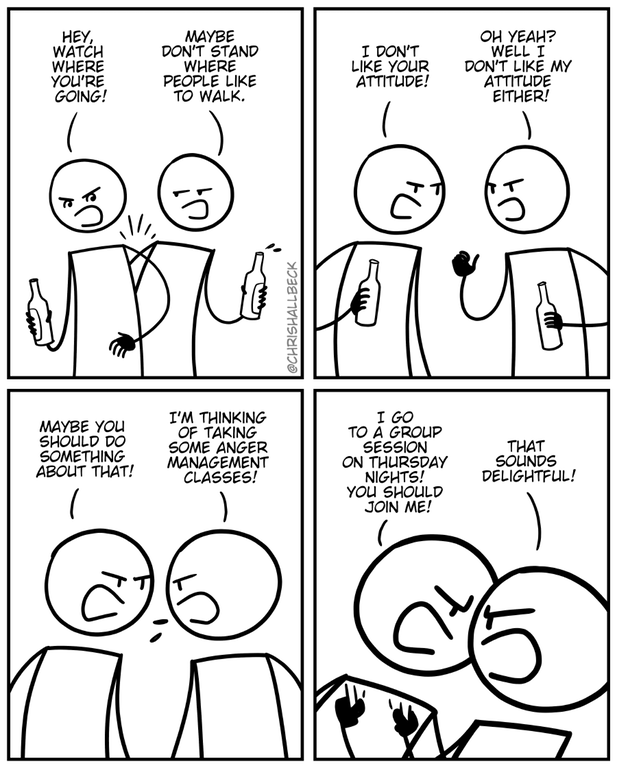 HEY,
WATCH
WHERE
YOU'RE
GOING!
MAYBE
DON'T STAND
WHERE
PEOPLE LIKE
TO WALK.
@CHRISHALLBECK
I DON'T
LIKE YOUR
ATTITUDE!
OH YEAH?
WELL I
DON'T LIKE MY
ATTITUDE
EITHER!
MAYBE YOU
SHOULD DO
SOMETHING
ABOUT THAT!
I'M THINKING
OF TAKING
SOME ANGER
MANAGEMENT
CLASSES!
I GO
TO A GROUP
SESSION
ON THURSDAY
NIGHTS!
YOU SHOULD
JOIN ME!
THAT
SOUNDS
DELIGHTFUL!